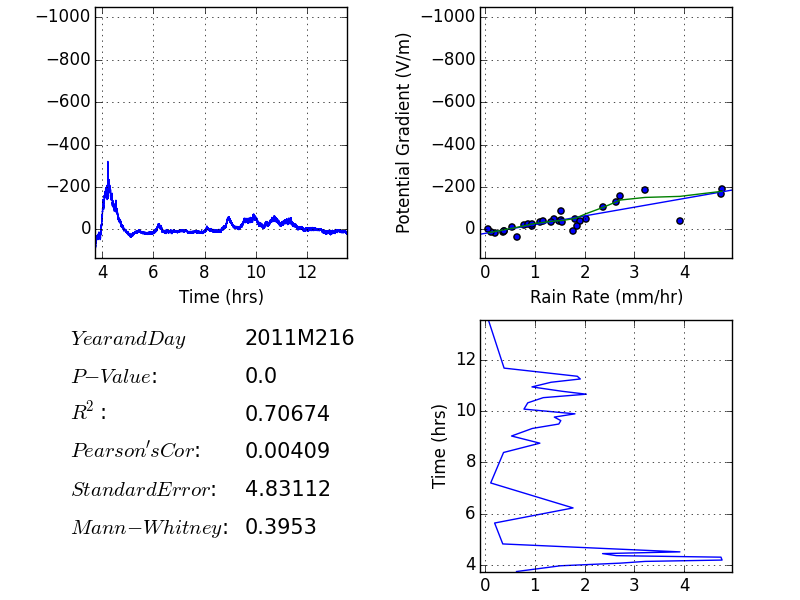 −1000
−800
−600
−400
−200
0
4 6 8 10 12
Time (hrs)
Potential Gradient (V/m)
−1000
−800
−600
−400
−200
0
0 1 2 3 4
Rain Rate (mm/hr)
YearandDay 2011M216
P−Value: 0.0
R²: 0.70674
Pearson'sCor: 0.00409
StandardError: 4.83112
Mann−Whitney: 0.3953
Time (hrs)
12
10
8
6
4
0 1 2 3 4